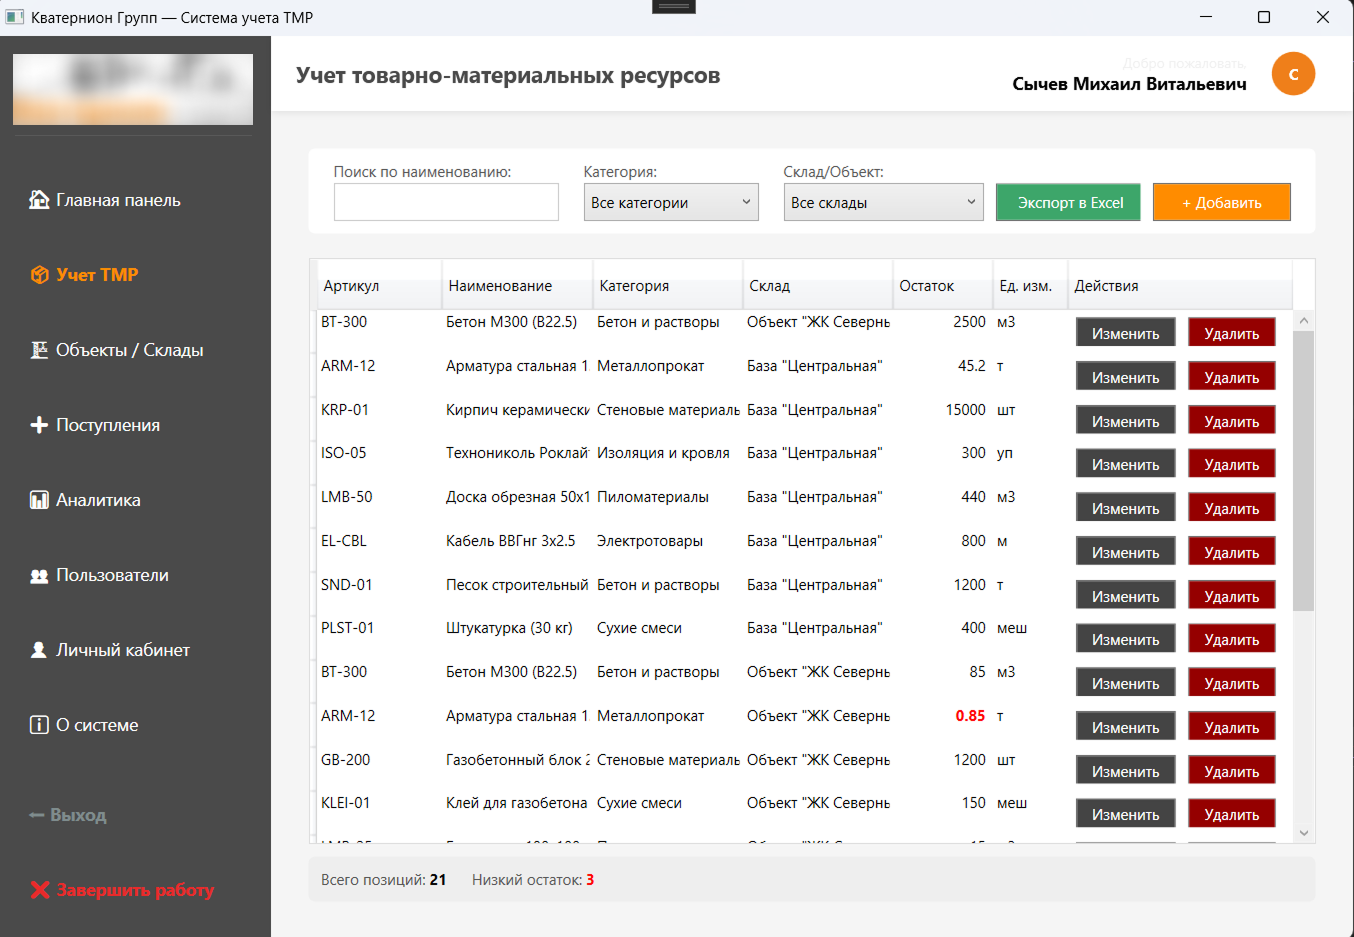 Кватернион Групп — Система учета ТМР
Главная панель
Учет ТМР
Объекты / Склады
Поступления
Аналитика
Пользователи
Личный кабинет
О системе
Выход
Завершить работу
Учет товарно-материальных ресурсов
Добро пожаловать,
Сычев Михаил Витальевич
С
Поиск по наименованию:
Категория:
Все категории
Склад/Объект:
Все склады
Экспорт в Excel
+ Добавить
Артикул Наименование Категория Склад Остаток Ед. изм. Действия
BT-300 Бетон М300 (B22.5) Бетон и растворы Объект "ЖК Северны 2500 м3 Изменить Удалить
ARM-12 Арматура стальная 1 Металлопрокат База "Центральная" 45.2 т Изменить Удалить
KRP-01 Кирпич керамически Стеновые материаль База "Центральная" 15000 шт Изменить Удалить
ISO-05 Технониколь Роклайт Изоляция и кровля База "Центральная" 300 уп Изменить Удалить
LMB-50 Доска обрезная 50х1 Пиломатериалы База "Центральная" 440 м3 Изменить Удалить
EL-CBL Кабель ВВГнг 3х2.5 Электротовары База "Центральная" 800 м Изменить Удалить
SND-01 Песок строительный Бетон и растворы База "Центральная" 1200 т Изменить Удалить
PLST-01 Штукатурка (30 кг) Сухие смеси База "Центральная" 400 меш Изменить Удалить
BT-300 Бетон М300 (B22.5) Бетон и растворы Объект "ЖК Северны 85 м3 Изменить Удалить
ARM-12 Арматура стальная 1 Металлопрокат Объект "ЖК Северны 0.85 т Изменить Удалить
GB-200 Газобетонный блок 2 Стеновые материаль Объект "ЖК Северны 1200 шт Изменить Удалить
KLEI-01 Клей для газобетона Сухие смеси Объект "ЖК Северны 150 меш Изменить Удалить
Всего позиций: 21 Низкий остаток: 3